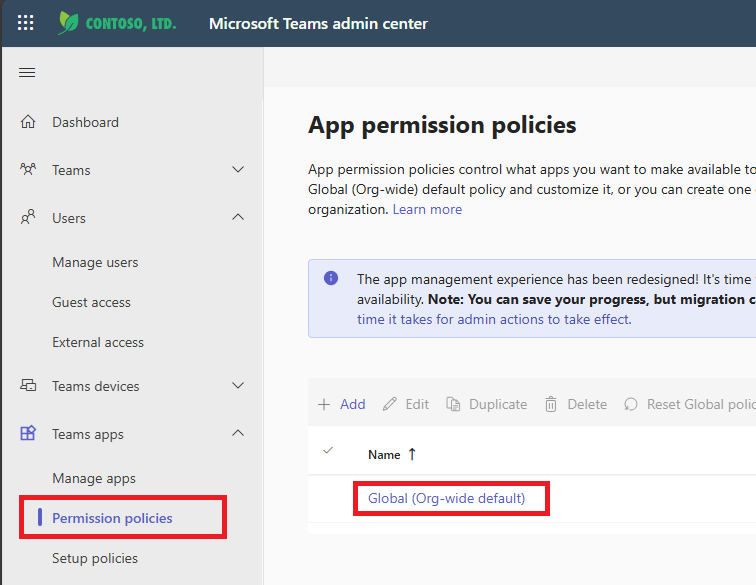 CONTOSO, LTD.
Microsoft Teams admin center
Dashboard
Teams
Users
Manage users
Guest access
External access
Teams devices
Teams apps
Manage apps
Permission policies
Setup policies
App permission policies
App permission policies control what apps you want to make available to
Global (Org-wide) default policy and customize it, or you can create one
organization. Learn more
The app management experience has been redesigned! It's time
availability. Note: You can save your progress, but migration c
time it takes for admin actions to take effect.
Add Edit Duplicate Delete Reset Global polic
Name ↑
Global (Org-wide default)